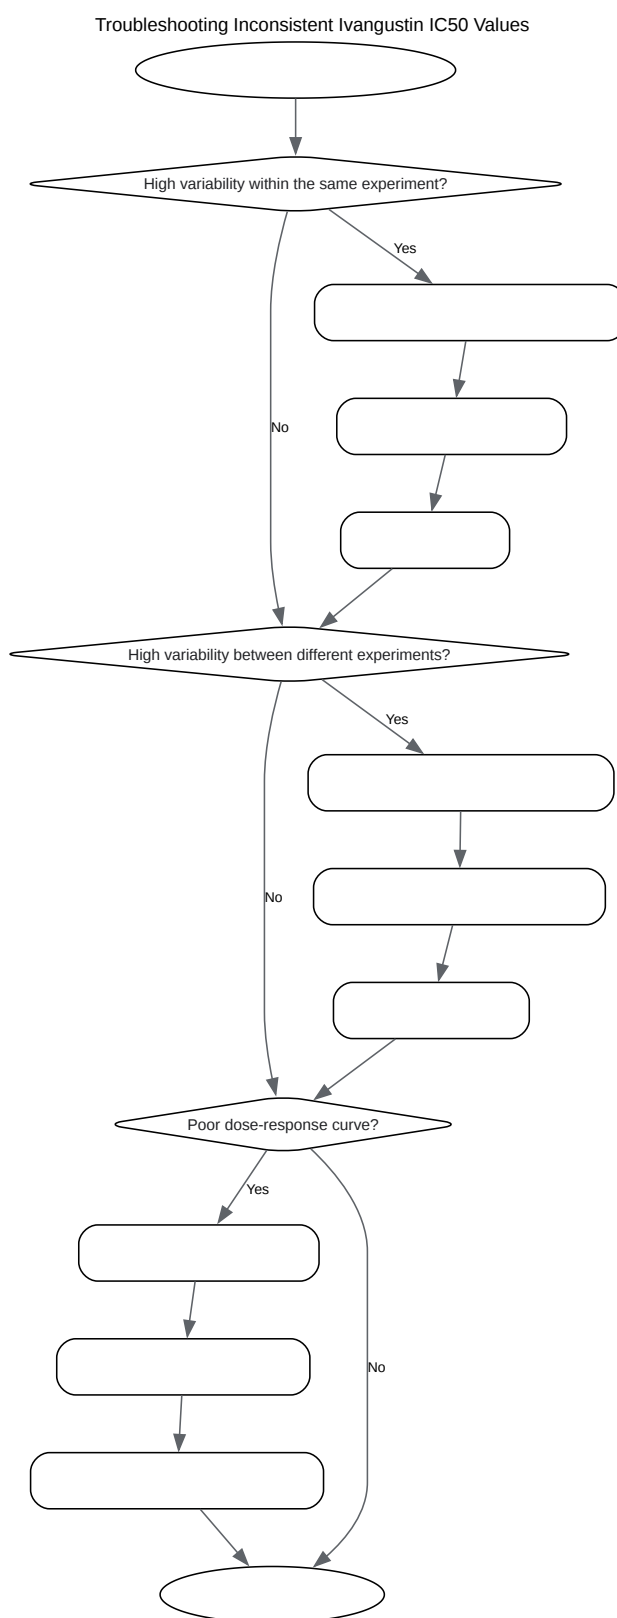 Troubleshooting Inconsistent Ivangustin IC50 Values
High variability within the same experiment?
Yes
No
High variability between different experiments?
Yes
No
Poor dose-response curve?
Yes
No